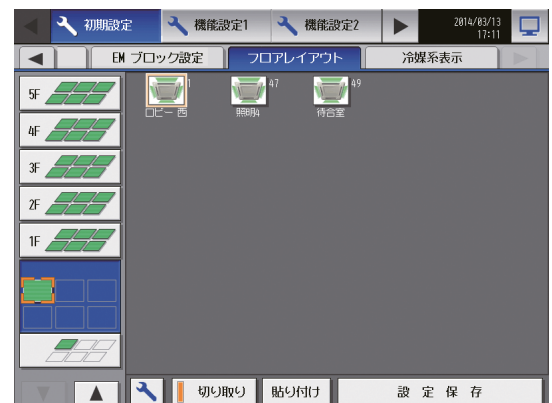 初期設定 機能設定1 機能設定2 2014/03/13
17:11
EM ブロック設定 フロアレイアウト 冷媒系表示
5F
4F
3F
2F
1F
1 47 49
ロビー 西 照明4 待合室
切り取り 貼り付け 設 定 保 存